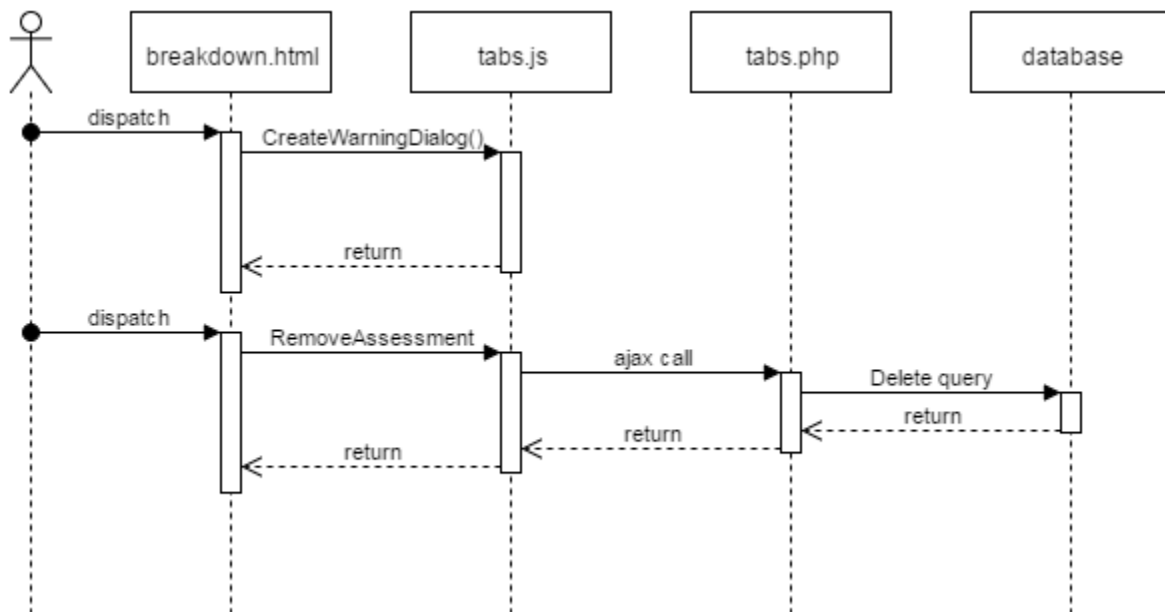 breakdown.html
tabs.js
tabs.php
database
dispatch
CreateWarningDialog()
return
dispatch
RemoveAssessment
ajax call
Delete query
return
return
return